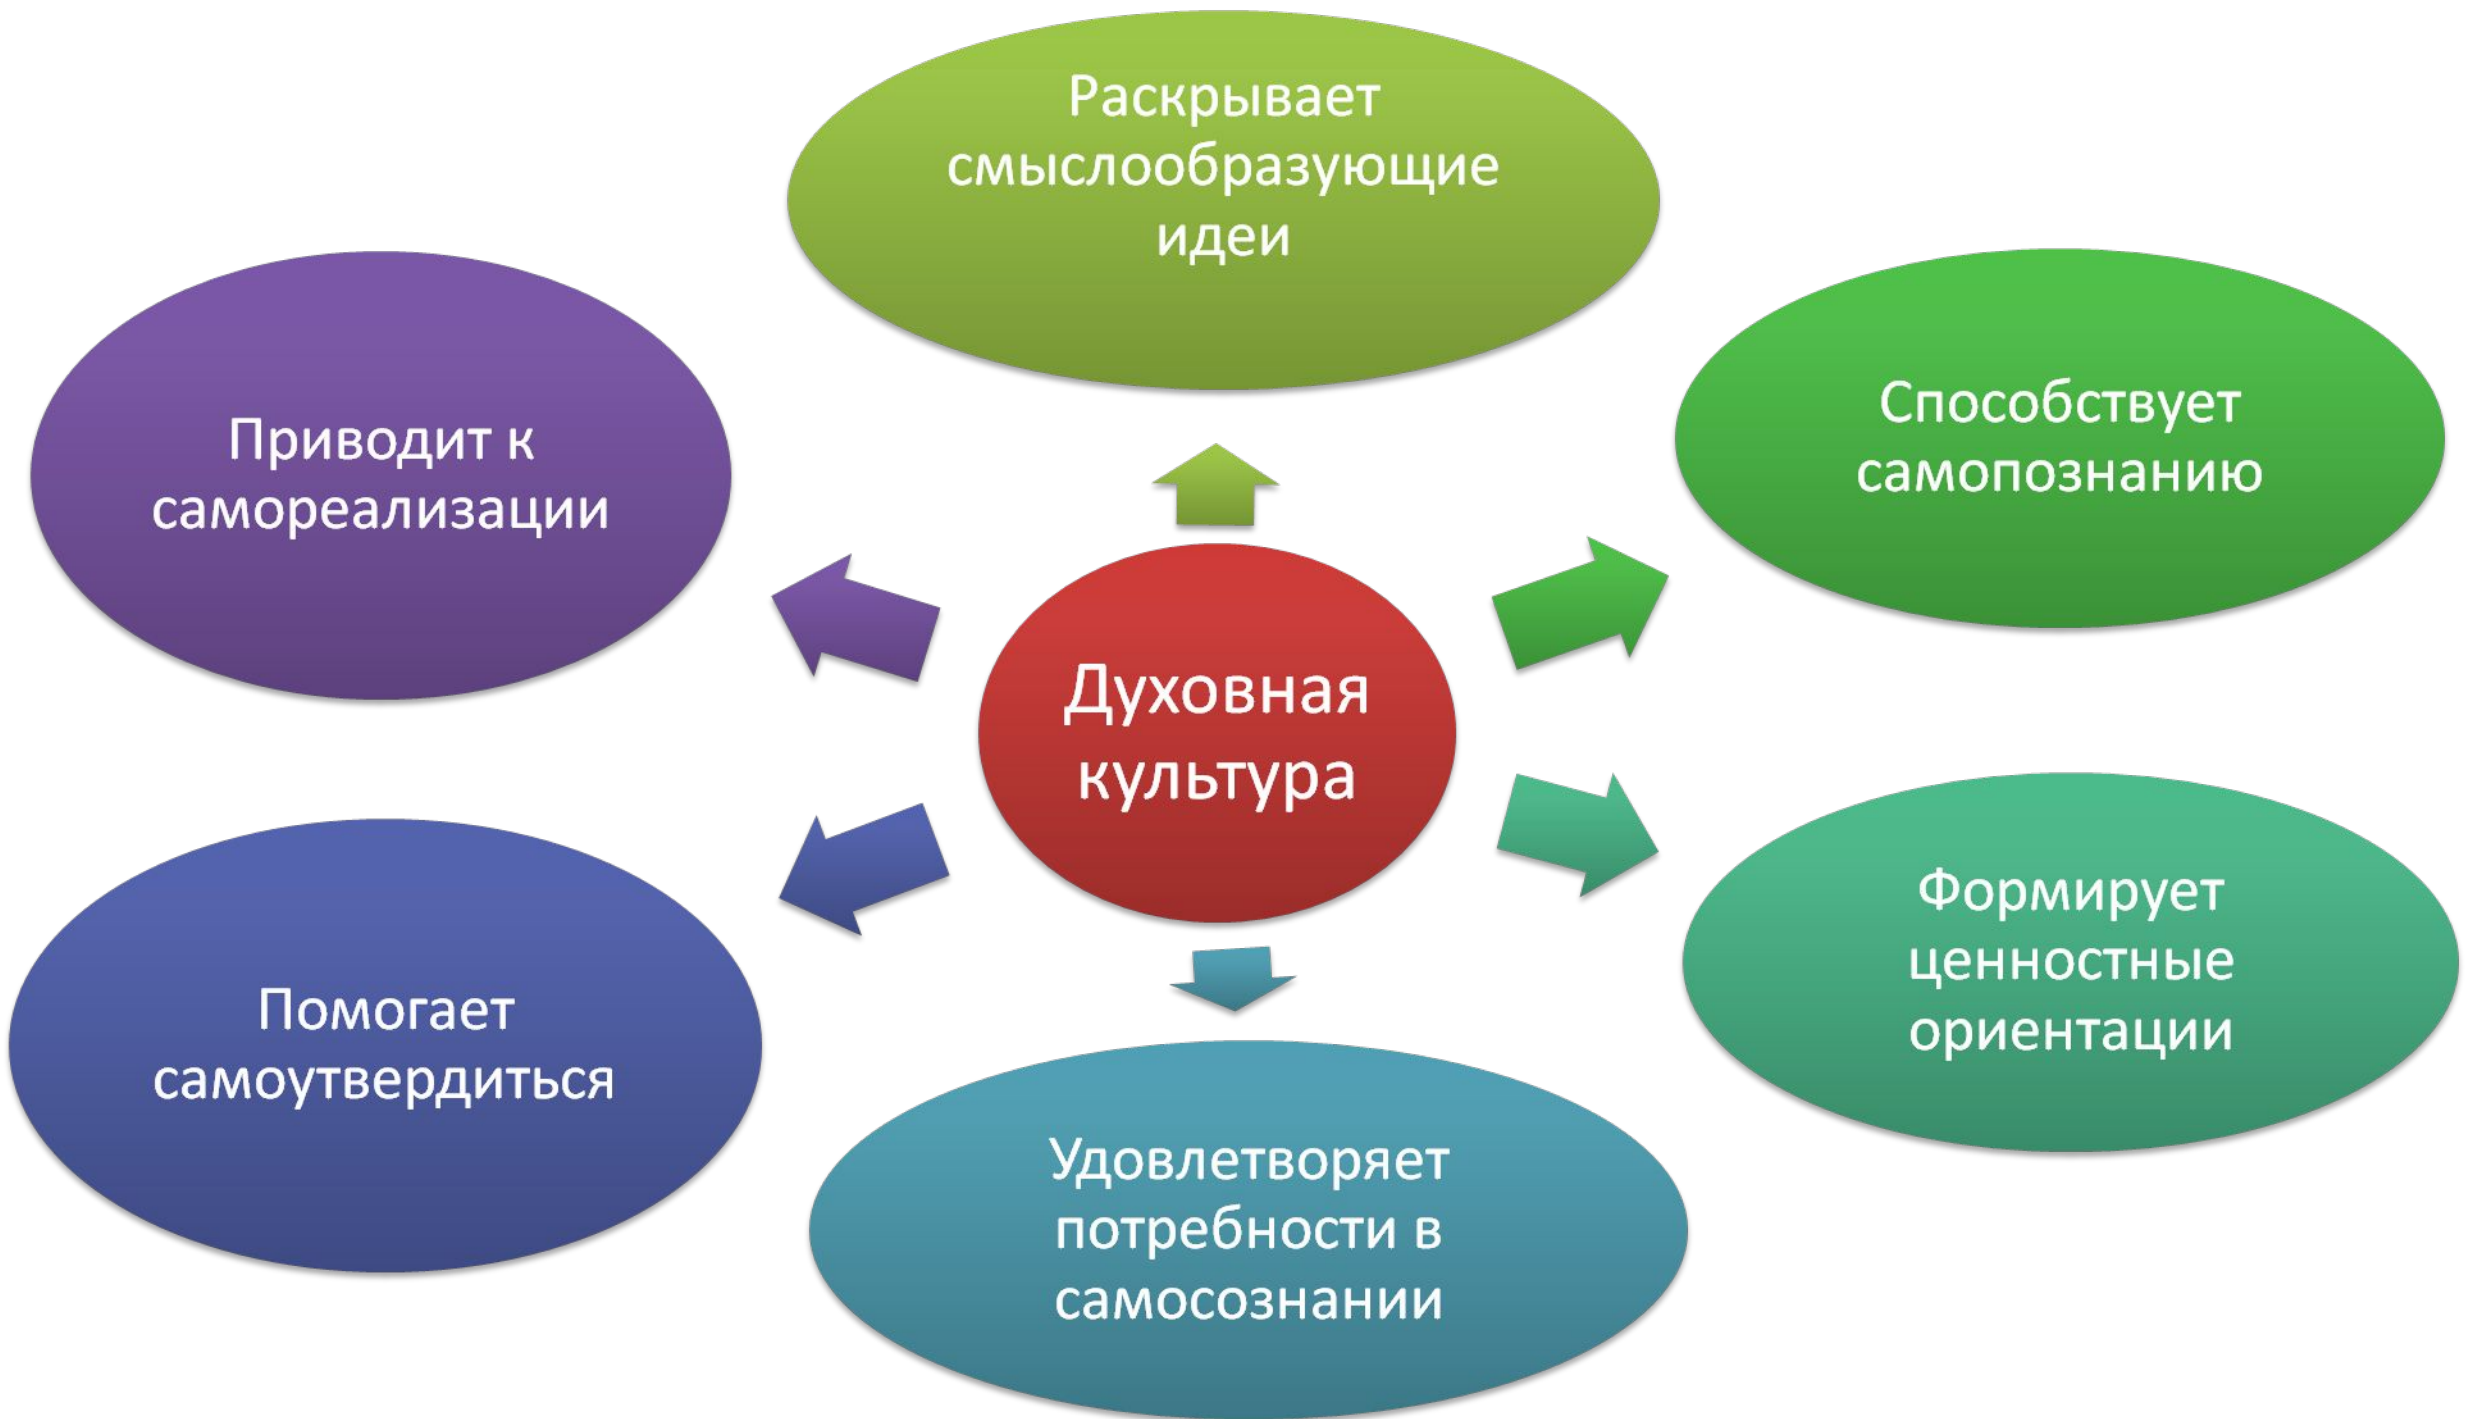 Раскрывает
смыслообразующие
идеи
Способствует
самопознанию
Формирует
ценностные
ориентации
Удовлетворяет
потребности в
самосознании
Помогает
самоутвердиться
Приводит к
самореализации
Духовная
культура